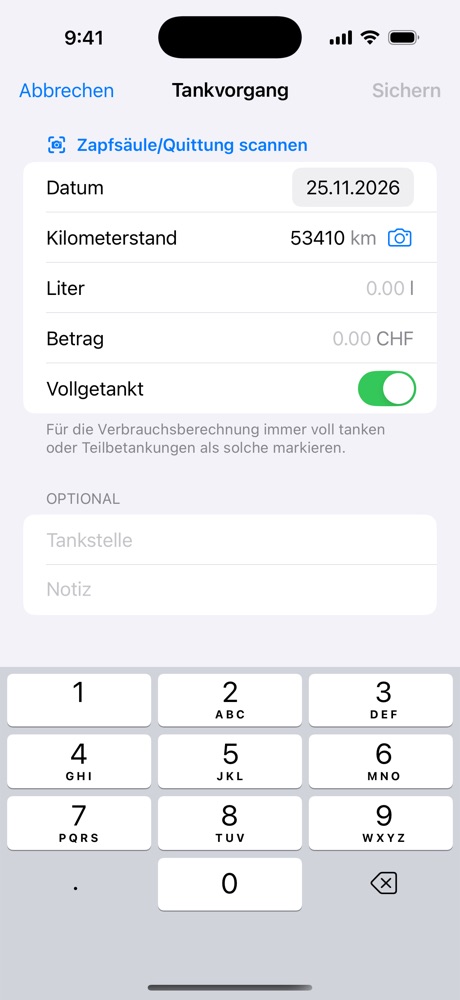 9:41
Abbrechen Tankvorgang Sichern
Zapfsäule/Quittung scannen
Datum 25.11.2026
Kilometerstand 53410 km
Liter 0.00 l
Betrag 0.00 CHF
Vollgetankt
Für die Verbrauchsberechnung immer voll tanken
oder Teilbetankungen als solche markieren.
OPTIONAL
Tankstelle
Notiz
1 2 3
ABC DEF
4 5 6
GHI JKL MNO
7 8 9
PQRS TUV WXYZ
. 0